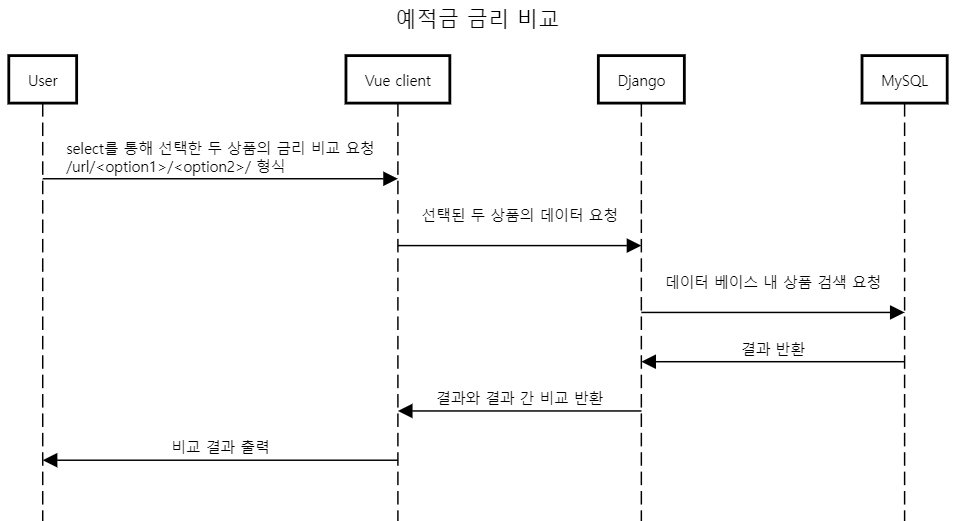 예적금 금리 비교
User
Vue client
Django
MySQL
select를 통해 선택한 두 상품의 금리 비교 요청
/url/<option1>/<option2>/ 형식
선택된 두 상품의 데이터 요청
데이터 베이스 내 상품 검색 요청
결과 반환
결과와 결과 간 비교 반환
비교 결과 출력